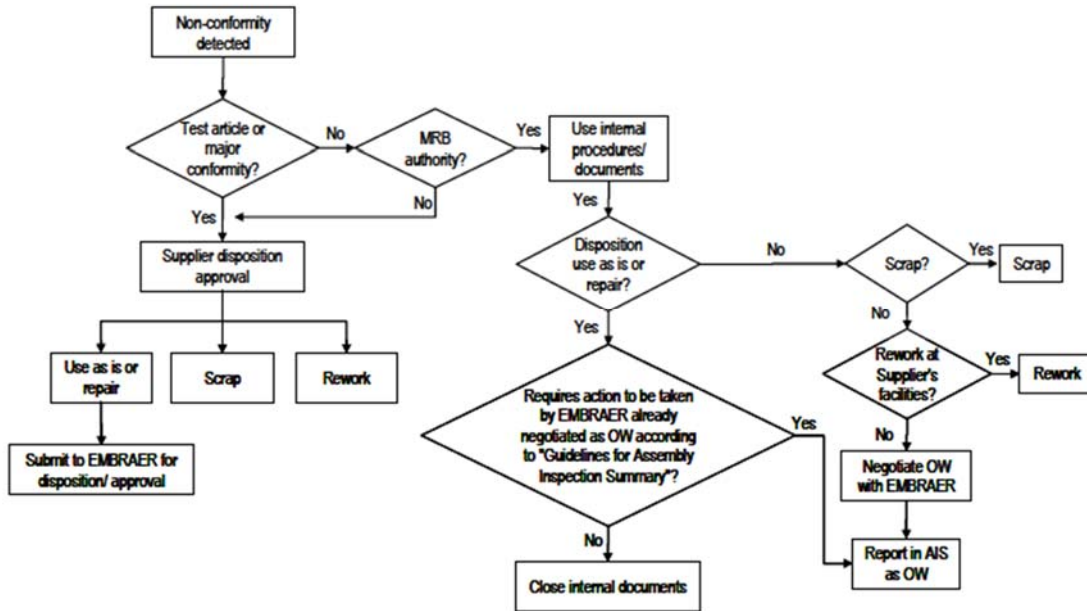 Non-conformity
detected
Test article or
major
conformity?
No
MRB
authority?
Yes
Use internal
procedures/
documents
Yes
No
Yes
Supplier disposition
approval
Disposition
use as is or
repair?
No
Scrap?
Yes
Scrap
Yes
No
Use as is or
repair
Scrap
Rework
Submit to EMBRAER for
disposition/ approval
Requires action to be taken
by EMBRAER already
negotiated as OW according
to "Guidelines for Assembly
Inspection Summary"?
Yes
Rework at
Supplier's
facilities?
Yes
Rework
No
Negotiate OW
with EMBRAER
Report in AIS
as OW
No
Close internal documents